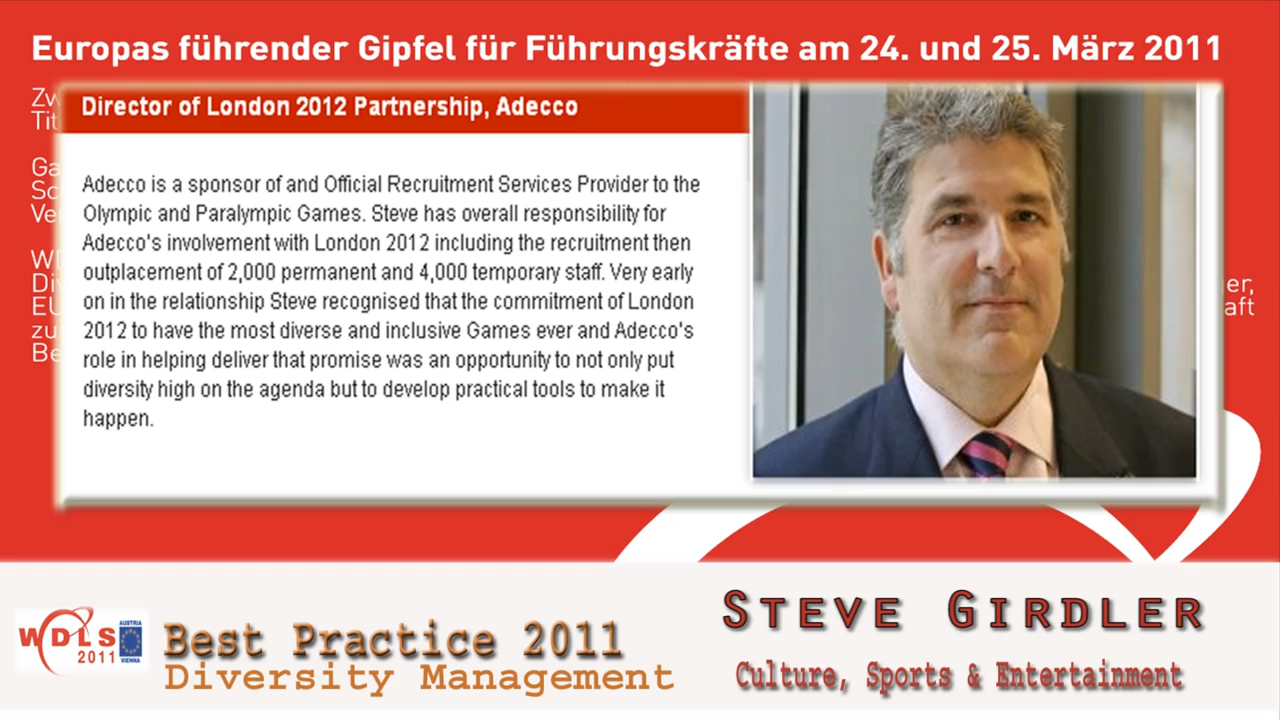 Europas führender Gipfel für Führungskräfte am 24. und 25. März 2011
Director of London 2012 Partnership, Adecco
Adecco is a sponsor of and Official Recruitment Services Provider to the
Olympic and Paralympic Games. Steve has overall responsibility for
Adecco's involvement with London 2012 including the recruitment then
outplacement of 2,000 permanent and 4,000 temporary staff. Very early
on in the relationship Steve recognised that the commitment of London
2012 to have the most diverse and inclusive Games ever and Adecco's
role in helping deliver that promise was an opportunity to not only put
diversity high on the agenda but to develop practical tools to make it
happen.
STEVE GIRDLER
Culture, Sports & Entertainment
Best Practice 2011
Diversity Management
WDLS
2011
AUSTRIA
VIENNA